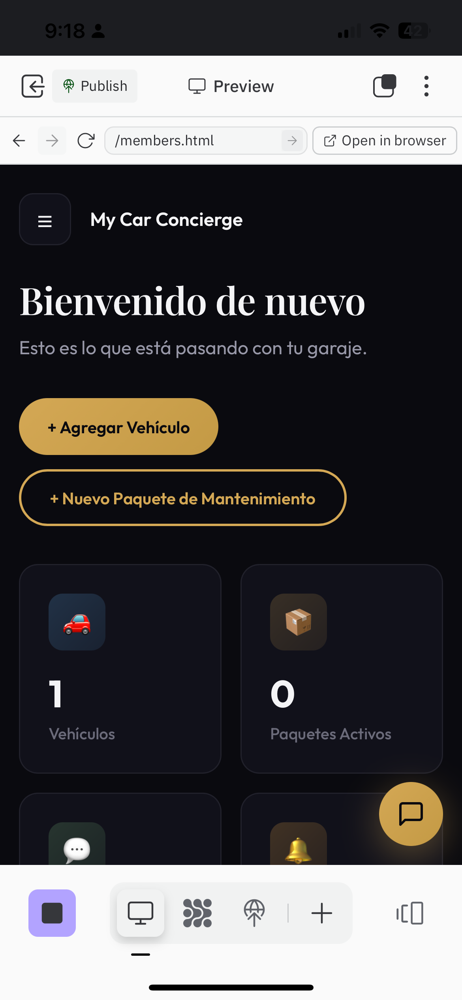 9:18
42
Publish
Preview
/members.html
Open in browser
My Car Concierge
Bienvenido de nuevo
Esto es lo que está pasando con tu garaje.
+ Agregar Vehículo
+ Nuevo Paquete de Mantenimiento
1
Vehículos
0
Paquetes Activos